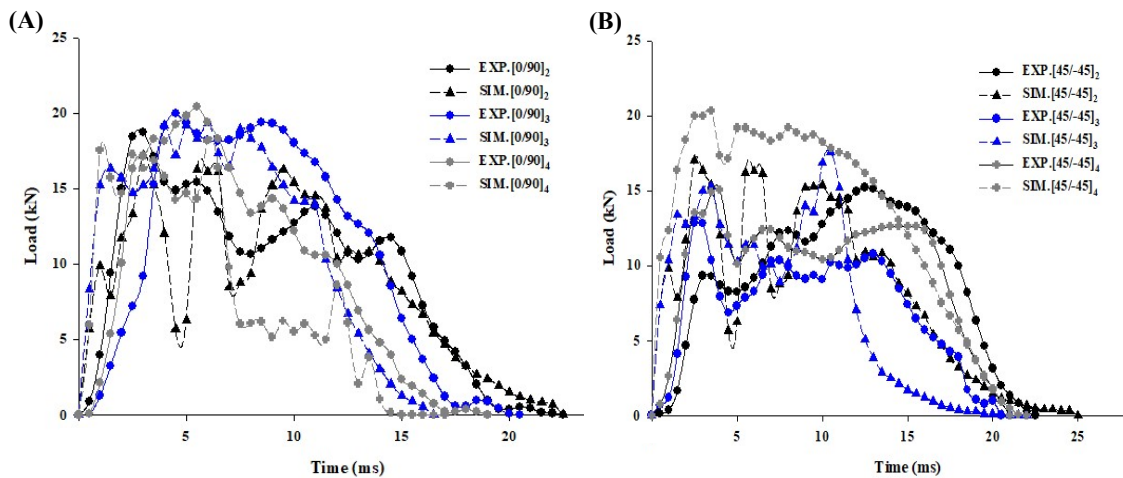 (A)
25
20
15
10
5
0
Load (kN)
5
10
15
20
Time (ms)
EXP.[0/90]2
SIM.[0/90]2
EXP.[0/90]3
SIM.[0/90]3
EXP.[0/90]4
SIM.[0/90]4
(B)
25
20
15
10
5
0
Load (kN)
5
10
15
20
25
Time (ms)
EXP.[45/-45]2
SIM.[45/-45]2
EXP.[45/-45]3
SIM.[45/-45]3
EXP.[45/-45]4
SIM.[45/-45]4